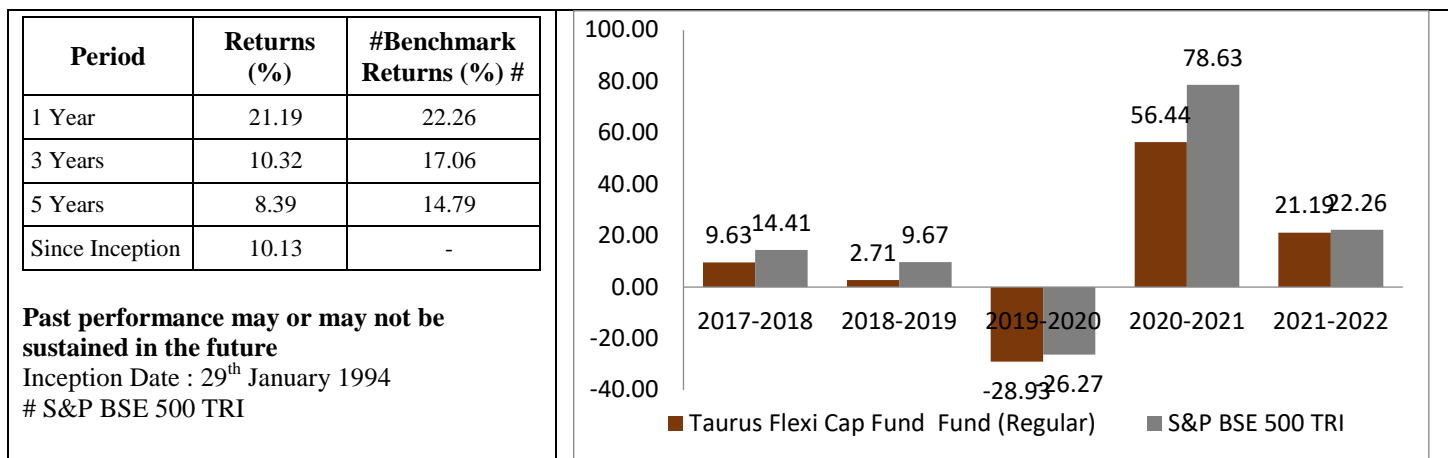 Period Returns (%) #Benchmark Returns (%) #
1 Year 21.19 22.26
3 Years 10.32 17.06
5 Years 8.39 14.79
Since Inception 10.13 -
Past performance may or may not be
sustained in the future
Inception Date : 29th January 1994
# S&P BSE 500 TRI
100.00
80.00
60.00
40.00
20.00
0.00
-20.00
-40.00
9.63 14.41
2.71 9.67
-28.93 -26.27
56.44 78.63
21.19 22.26
2017-2018 2018-2019 2019-2020 2020-2021 2021-2022
Taurus Flexi Cap Fund Fund (Regular) S&P BSE 500 TRI